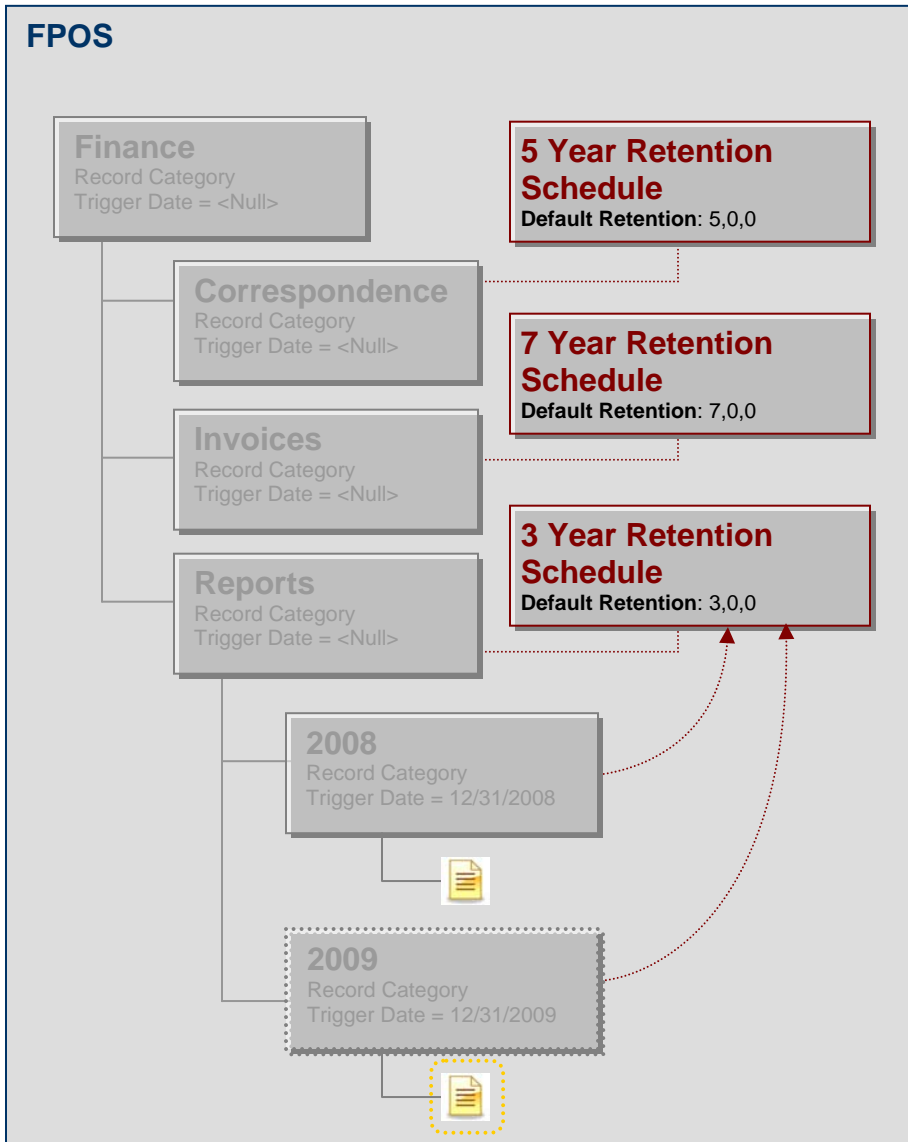 FPOS
Finance
Record Category
Trigger Date = <Null>
5 Year Retention
Schedule
Default Retention: 5,0,0
Correspondence
Record Category
Trigger Date = <Null>
7 Year Retention
Schedule
Default Retention: 7,0,0
Invoices
Record Category
Trigger Date = <Null>
3 Year Retention
Schedule
Default Retention: 3,0,0
Reports
Record Category
Trigger Date = <Null>
2008
Record Category
Trigger Date = 12/31/2008
2009
Record Category
Trigger Date = 12/31/2009